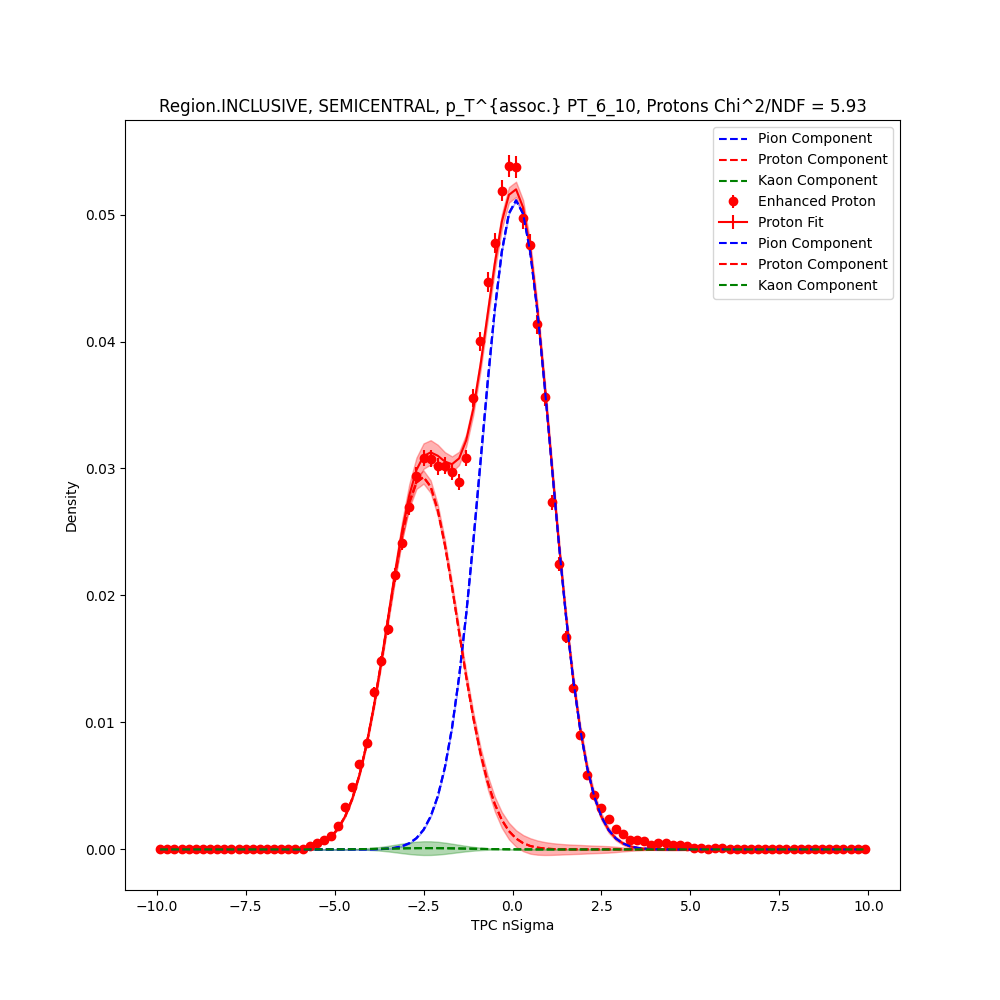 Region.INCLUSIVE, SEMICENTRAL, p_T^{assoc.} PT_6_10, Protons Chi^2/NDF = 5.93
Pion Component
Proton Component
Kaon Component
Enhanced Proton
Proton Fit
Pion Component
Proton Component
Kaon Component
0.05
0.04
0.03
0.02
0.01
0.00
Density
−10.0 −7.5 −5.0 −2.5 0.0 2.5 5.0 7.5 10.0
TPC nSigma